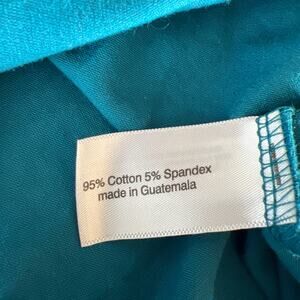 95% Cotton 5% Spandex
made in Guatemala